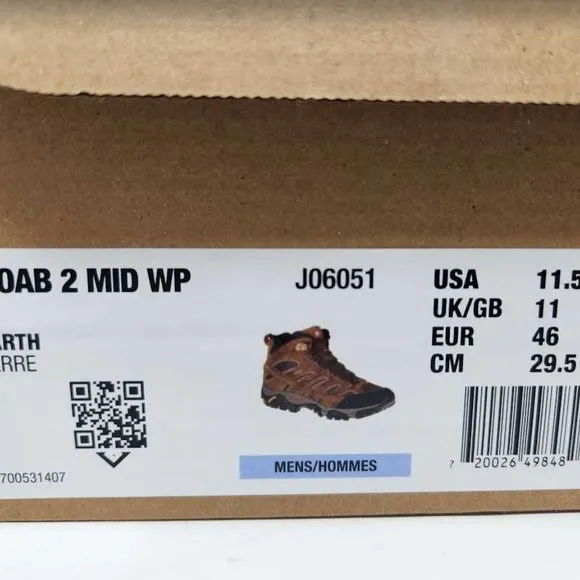 OAB 2 MID WP
J06051
USA 11.5
UK/GB 11
EUR 46
CM 29.5
ARTH
ERRE
MENS/HOMMES
700531407
7 20026 49848